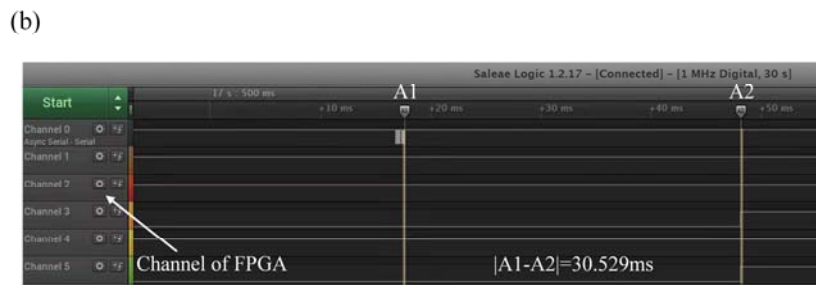 (b)
Saleae Logic 1.2.17 – [Connected] – [1 MHz Digital, 30 s]
Start
17 s : 500 ms
A1
A2
+10 ms
+20 ms
+30 ms
+40 ms
+50 ms
Channel 0
Async Serial - Serial
Channel 1
Channel 2
Channel 3
Channel 4
Channel 5
Channel of FPGA
|A1-A2|=30.529ms